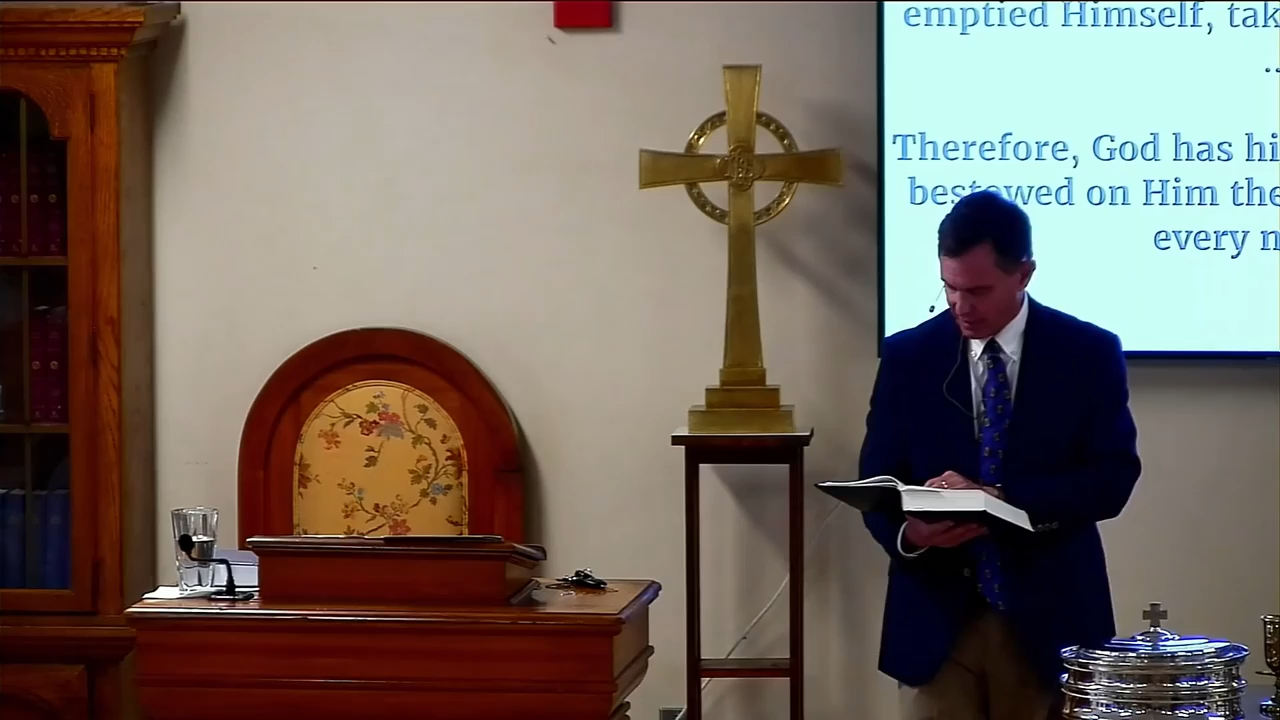 emptied Himself, tak
..
Therefore, God has hi
bestowed on Him the
every n